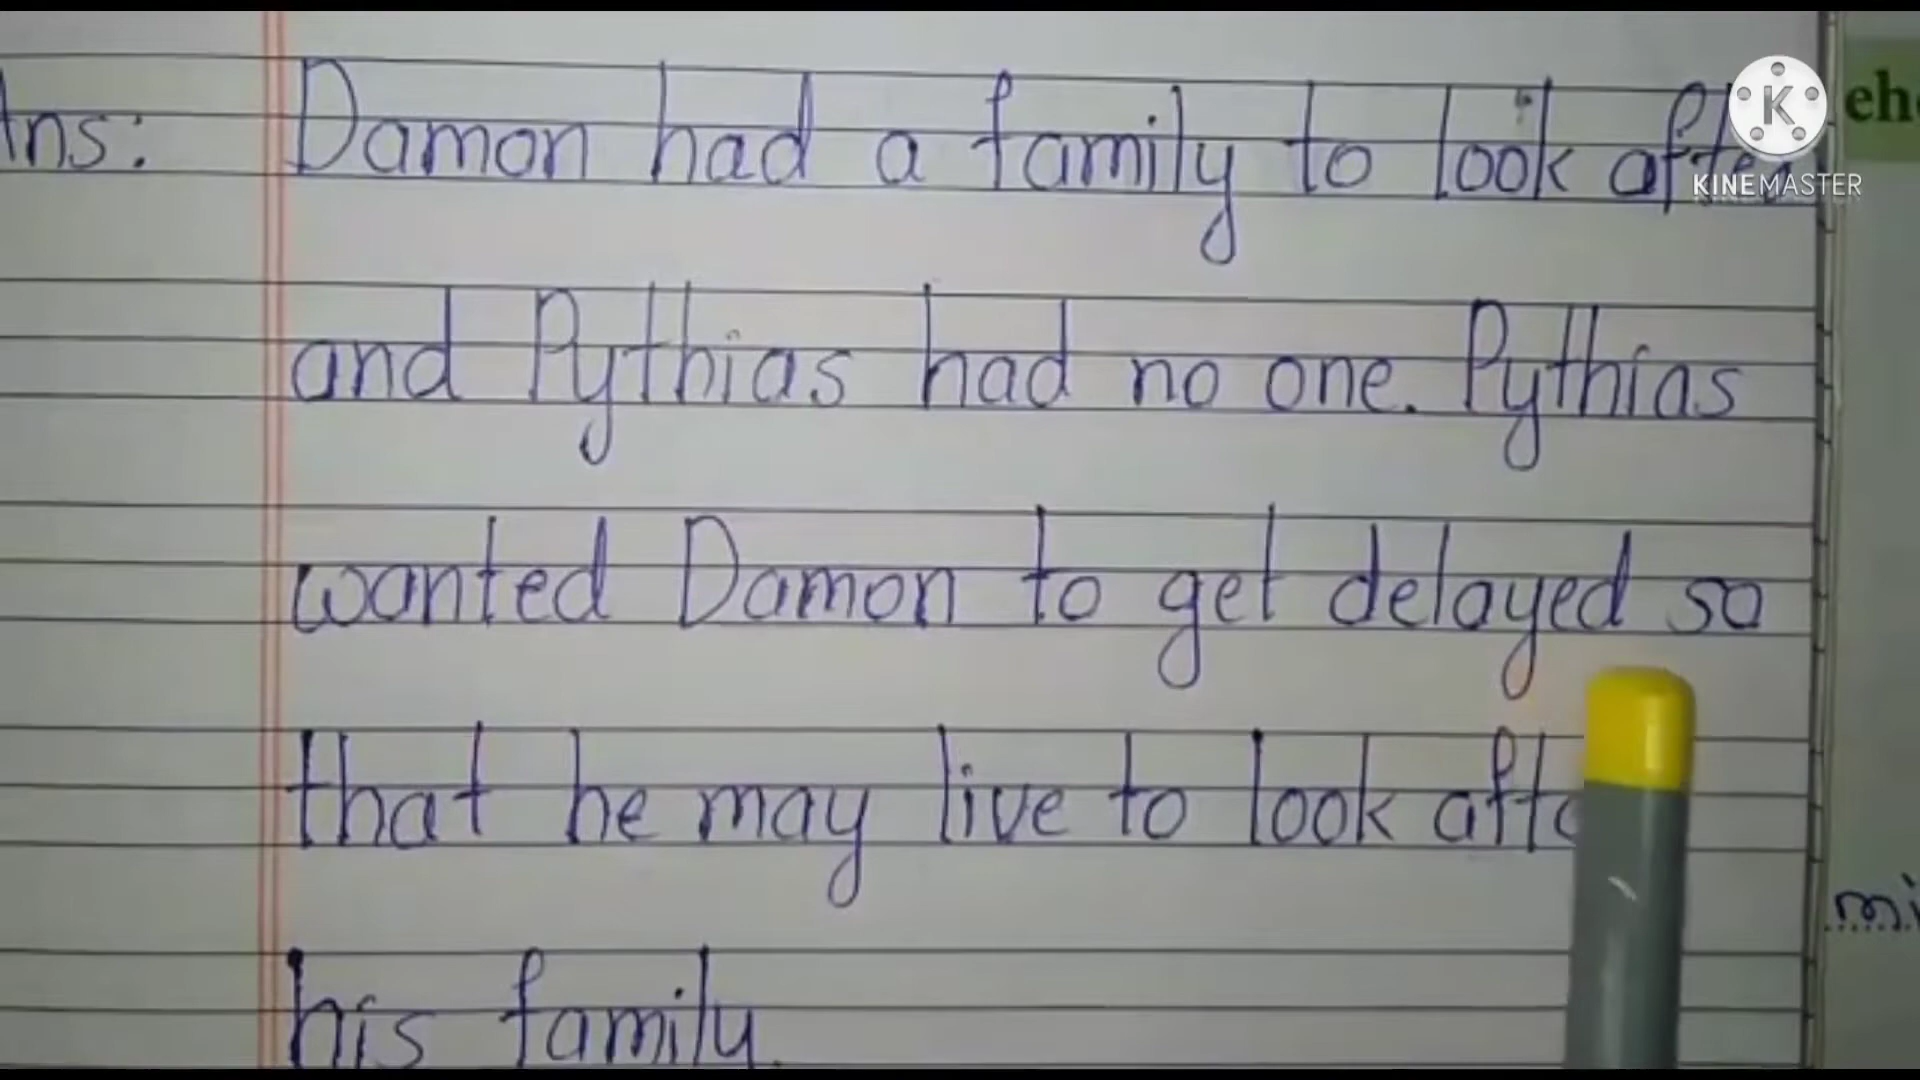 Ans: Damon had a family to look after
and Pythias had no one. Pythias
wanted Damon to get delayed so
that he may live to look
his family.
KINEMASTER